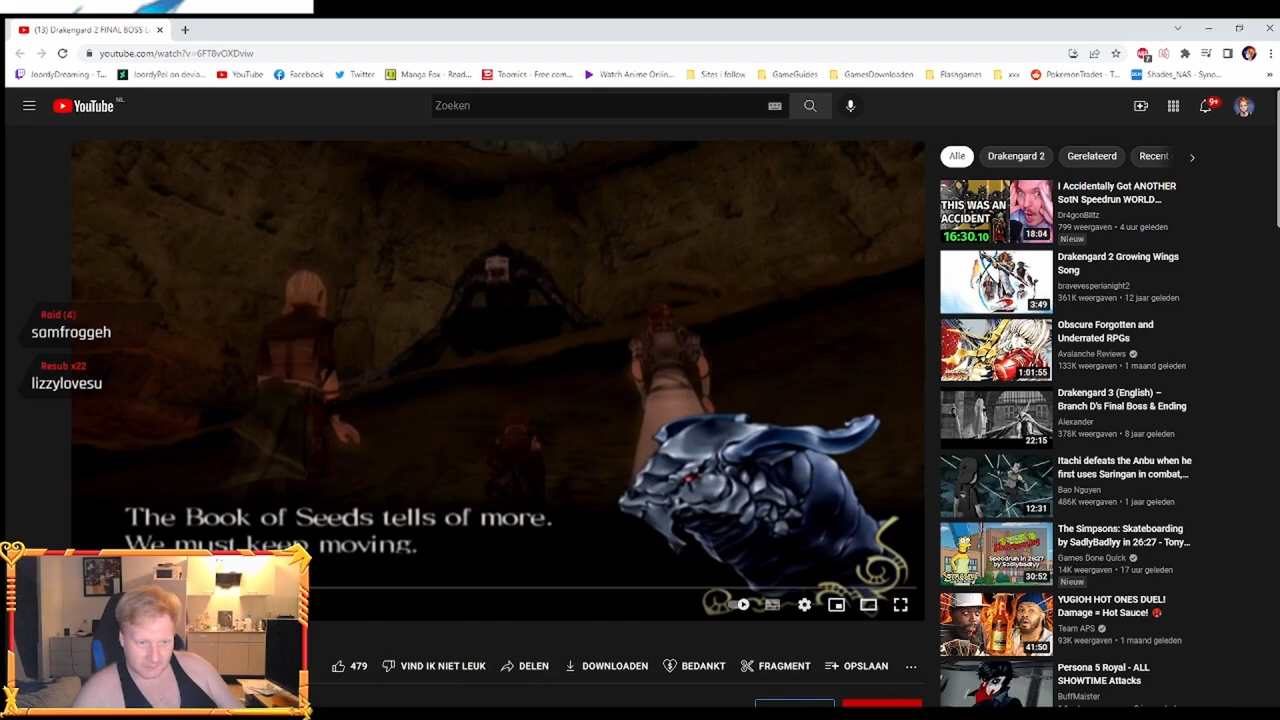 (13) Drakengard 2 FINAL BOSS
youtube.com/watch?v=6FT8vOXDviw
JoordyDreaming - T...
JoordyPol on devia...
YouTube
Facebook
Twitter
Manga Fox - Read...
Toomics - Free com...
Watch Anime Onlin...
Sites i follow
GameGuides
GamesDownloaden
Flashgames
xxx
PokemonTrades - T...
Shades_NAS - Syno...
YouTube NL
Zoeken
9+
Alle
Drakengard 2
Gerelateerd
Recent
THIS WAS AN
ACCIDENT
16:30.10
18:04
I Accidentally Got ANOTHER
SotN Speedrun WORLD...
Dr4gonBlitz
799 weergaven • 4 uur geleden
Nieuw
3:49
Drakengard 2 Growing Wings
Song
bravevesperianight2
361K weergaven • 12 jaar geleden
1:01:55
Obscure Forgotten and
Underrated RPGs
Avalanche Reviews
133K weergaven • 1 maand geleden
22:15
Drakengard 3 (English) –
Branch D's Final Boss & Ending
Alexander
378K weergaven • 8 jaar geleden
12:31
Itachi defeats the Anbu when he
first uses Saringan in combat,...
Bao Nguyen
486K weergaven • 1 jaar geleden
30:52
The Simpsons: Skateboarding
by SadlyBadlyy in 26:27 - Tony...
Games Done Quick
14K weergaven • 17 uur geleden
Nieuw
41:50
YUGIOH HOT ONES DUEL!
Damage = Hot Sauce!
Team APS
93K weergaven • 1 maand geleden
Persona 5 Royal - ALL
SHOWTIME Attacks
BuffMaister
Raid (4)
samfroggeh
Resub x22
lizzylovesu
The Book of Seeds tells of more.
We must keep moving.
479
VIND IK NIET LEUK
DELEN
DOWNLOADEN
BEDANKT
FRAGMENT
OPSLAAN